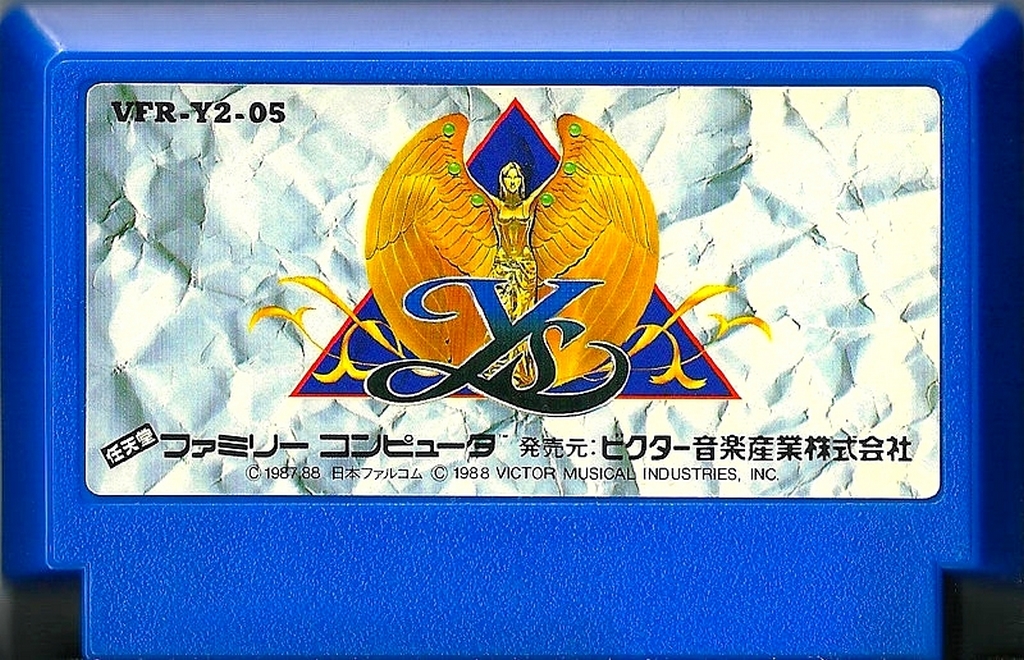 VFR-Y2-05
Ys
任天堂 ファミリーコンピュータ™ 発売元:ビクター音楽産業株式会社
© 1987,88 日本ファルコム © 1988 VICTOR MUSICAL INDUSTRIES, INC.